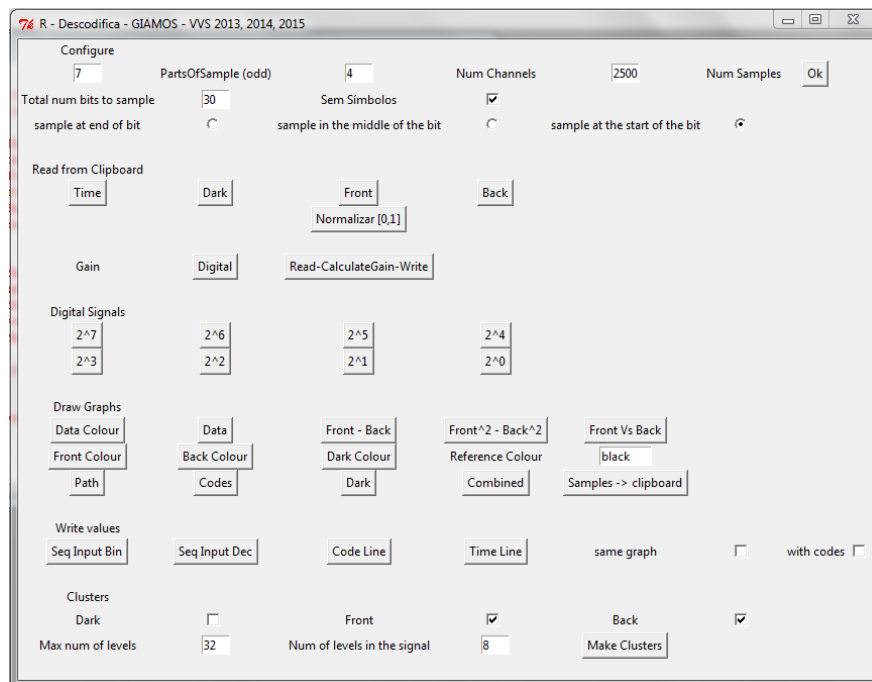 R - Descodifica - GIAMOS - VVS 2013, 2014, 2015
Configure
7 PartsOfSample (odd) 4 Num Channels 2500 Num Samples Ok
Total num bits to sample 30 Sem Símbolos
sample at end of bit sample in the middle of the bit sample at the start of the bit
Read from Clipboard
Time Dark Front Back
Normalizar [0,1]
Gain Digital Read-CalculateGain-Write
Digital Signals
2^7 2^6 2^5 2^4
2^3 2^2 2^1 2^0
Draw Graphs
Data Colour Data Front - Back Front^2 - Back^2 Front Vs Back
Front Colour Back Colour Dark Colour Reference Colour black
Path Codes Dark Combined Samples -> clipboard
Write values
Seq Input Bin Seq Input Dec Code Line Time Line same graph with codes
Clusters
Dark Front Back
Max num of levels 32 Num of levels in the signal 8 Make Clusters